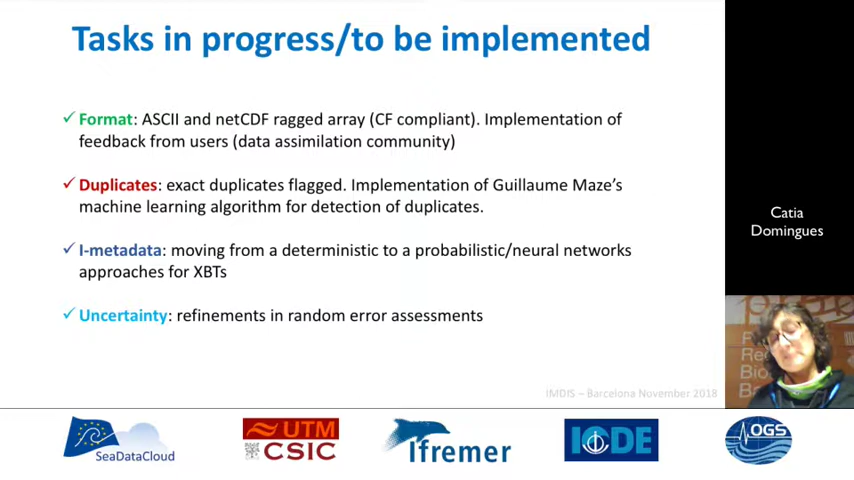 Tasks in progress/to be implemented
✓ Format: ASCII and netCDF ragged array (CF compliant). Implementation of
feedback from users (data assimilation community)
✓ Duplicates: exact duplicates flagged. Implementation of Guillaume Maze's
machine learning algorithm for detection of duplicates.
✓ I-metadata: moving from a deterministic to a probabilistic/neural networks
approaches for XBTs
✓ Uncertainty: refinements in random error assessments
IMDIS – Barcelona November 2018
Catia
Domingues
SeaDataCloud
UTM
CSIC
Ifremer
IODE
OGS